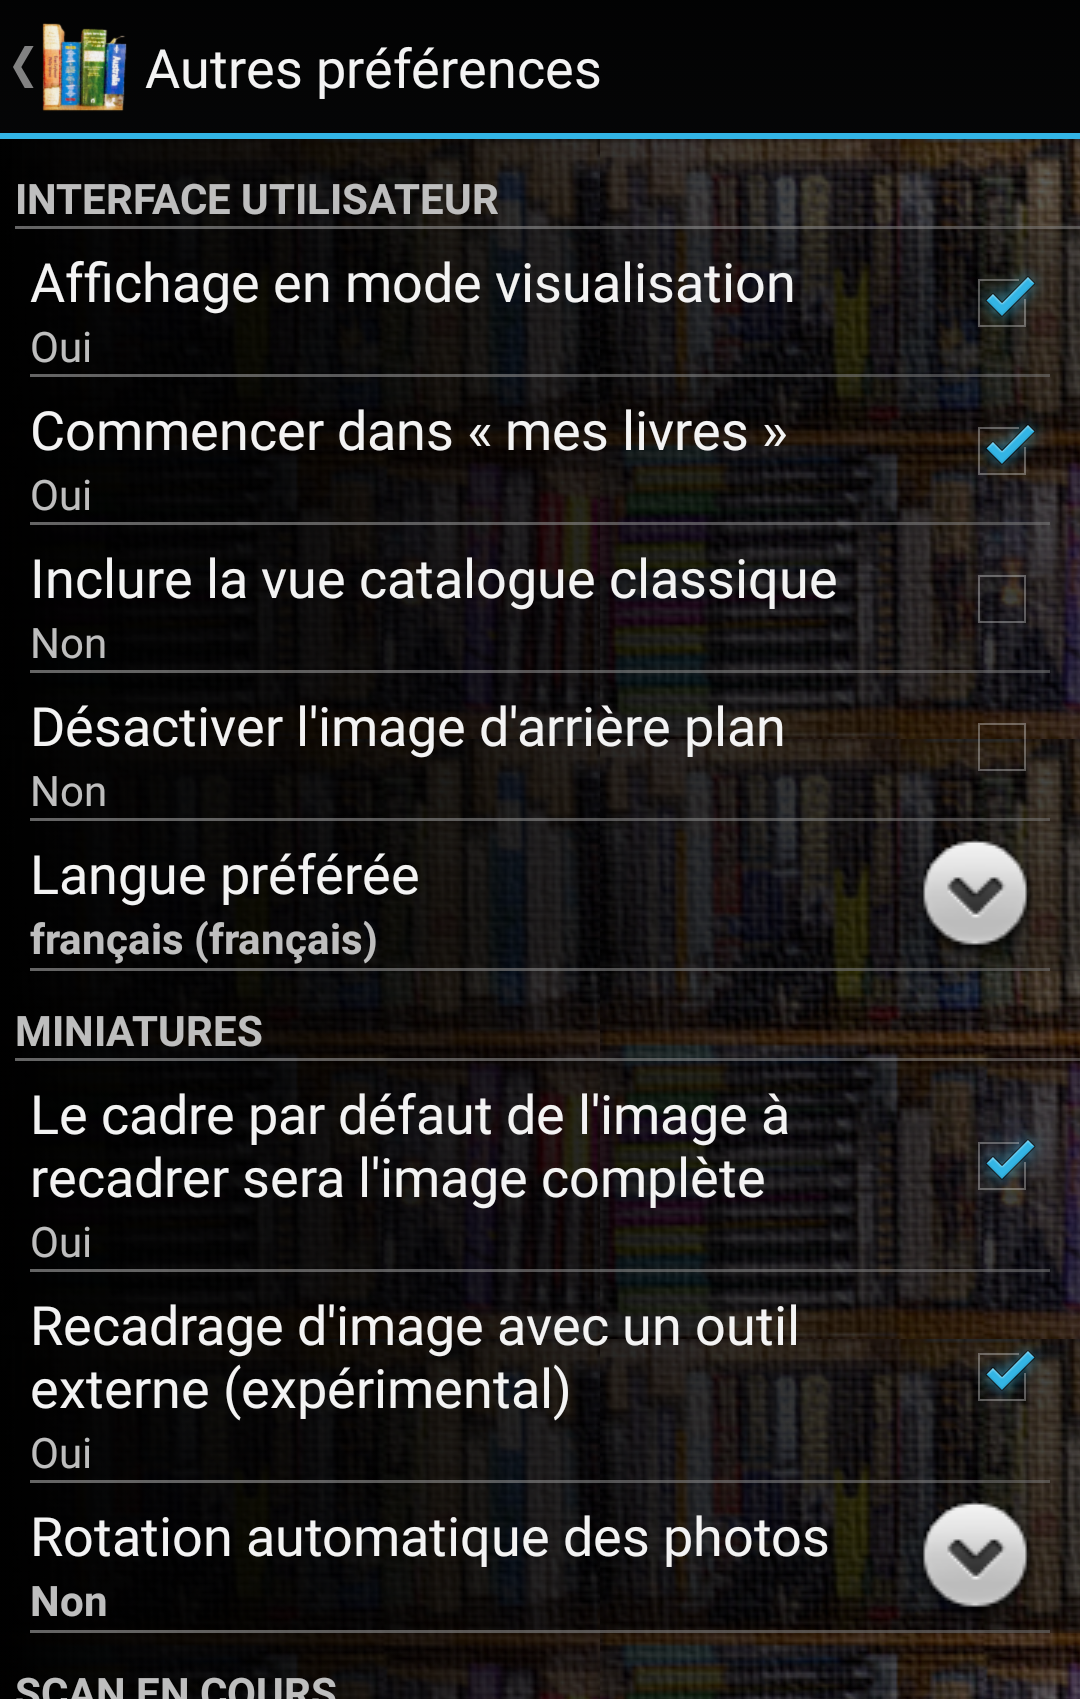 Autres préférences
INTERFACE UTILISATEUR
Affichage en mode visualisation
Oui
Commencer dans « mes livres »
Oui
Inclure la vue catalogue classique
Non
Désactiver l'image d'arrière plan
Non
Langue préférée
français (français)
MINIATURES
Le cadre par défaut de l'image à
recadrer sera l'image complète
Oui
Recadrage d'image avec un outil
externe (expérimental)
Oui
Rotation automatique des photos
Non
SCAN EN COURS